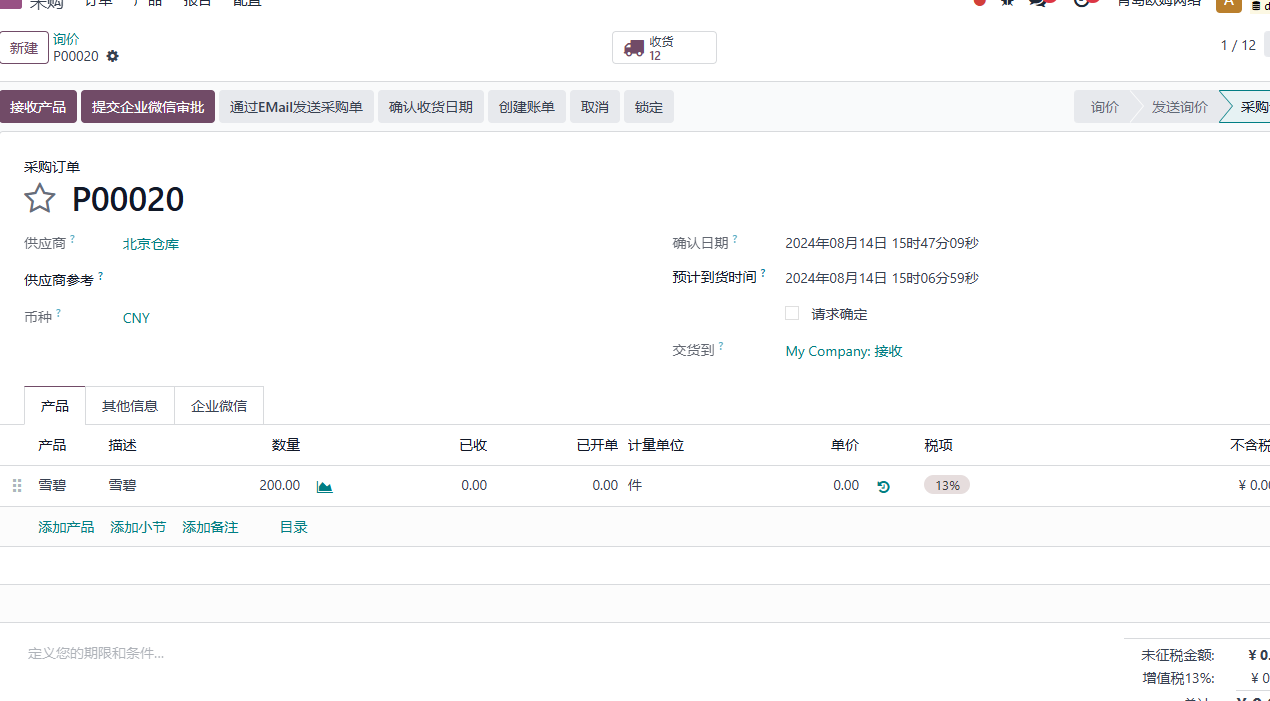 采购 订单 产品 报告 配置 青岛欧姆网络 A
新建 询价
P00020
收货
12
1 / 12
接收产品 提交企业微信审批 通过EMail发送采购单 确认收货日期 创建账单 取消 锁定 询价 发送询价 采购
采购订单
P00020
供应商 ? 北京仓库 确认日期 ? 2024年08月14日 15时47分09秒
供应商参考 ? 预计到货时间 ? 2024年08月14日 15时06分59秒
请求确定
币种 ? CNY
交货到 ? My Company: 接收
产品 其他信息 企业微信
产品 描述 数量 已收 已开单 计量单位 单价 税项 不含税
雪碧 雪碧 200.00 0.00 0.00 件 0.00 13% ¥ 0.00
添加产品 添加小节 添加备注 目录
定义您的期限和条件...
未征税金额: ¥ 0.
增值税13%: ¥ 0